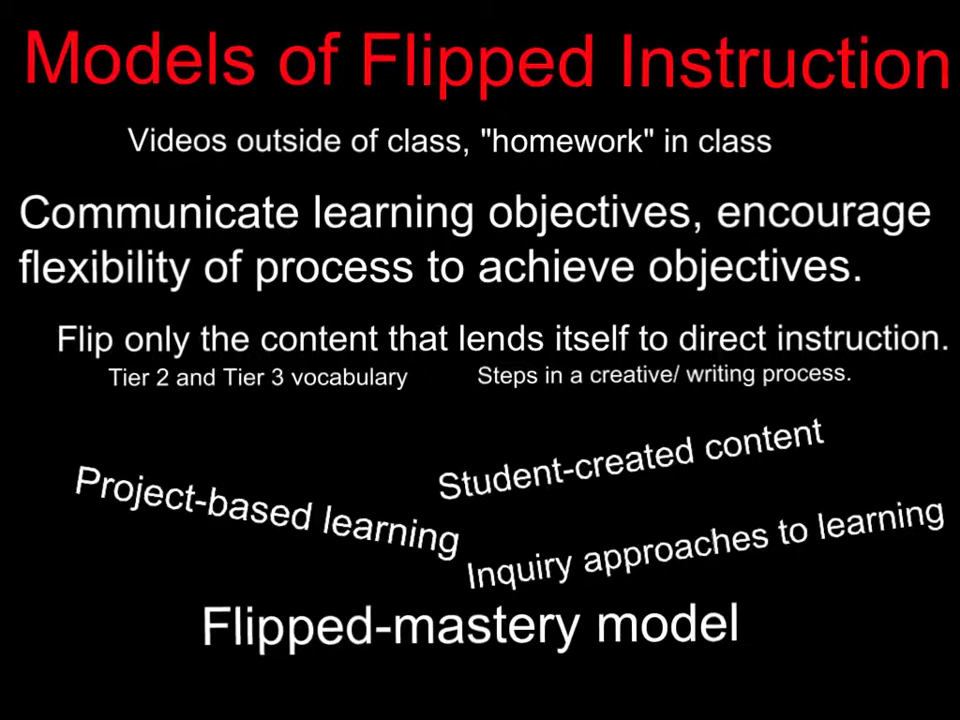 Models of Flipped Instruction
Videos outside of class, "homework" in class
Communicate learning objectives, encourage
flexibility of process to achieve objectives.
Flip only the content that lends itself to direct instruction.
Tier 2 and Tier 3 vocabulary
Steps in a creative/ writing process.
Student-created content
Project-based learning
Inquiry approaches to learning
Flipped-mastery model